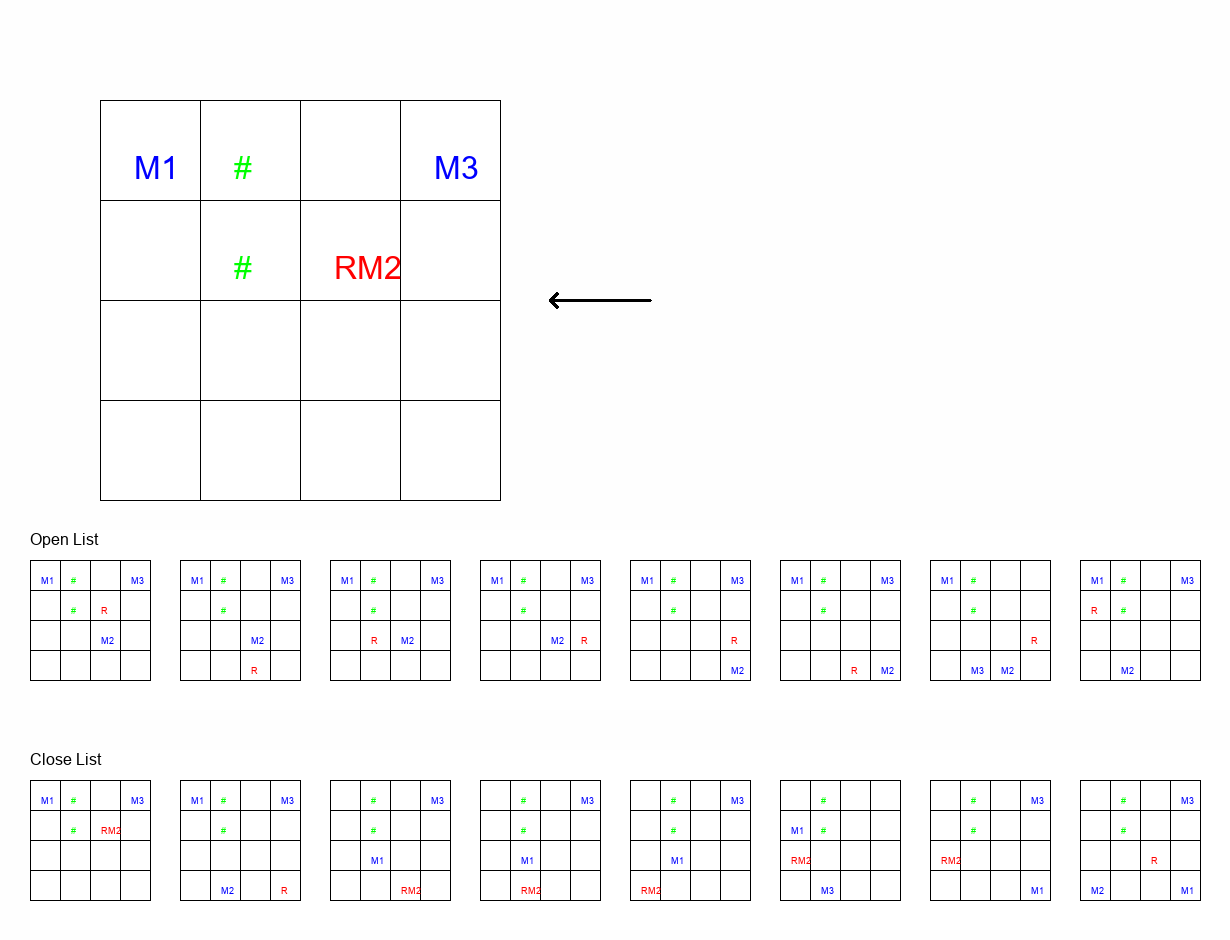 M1 # M3
# RM2
Open List
M1 # M3 M1 # M3 M1 # M3 M1 # M3 M1 # M3 M1 # M3 M1 # M1 # M3
# R # # # # # # R #
M2 M2 R M2 M2 R R R
R M2 R M2 M3 M2 M2
Close List
M1 # M3 M1 # M3 # M3 # M3 # M3 # # M3 # M3
# RM2 # # # # M1 # # #
M1 M1 M1 RM2 RM2 R
M2 R RM2 RM2 RM2 M3 M1 M2 M1